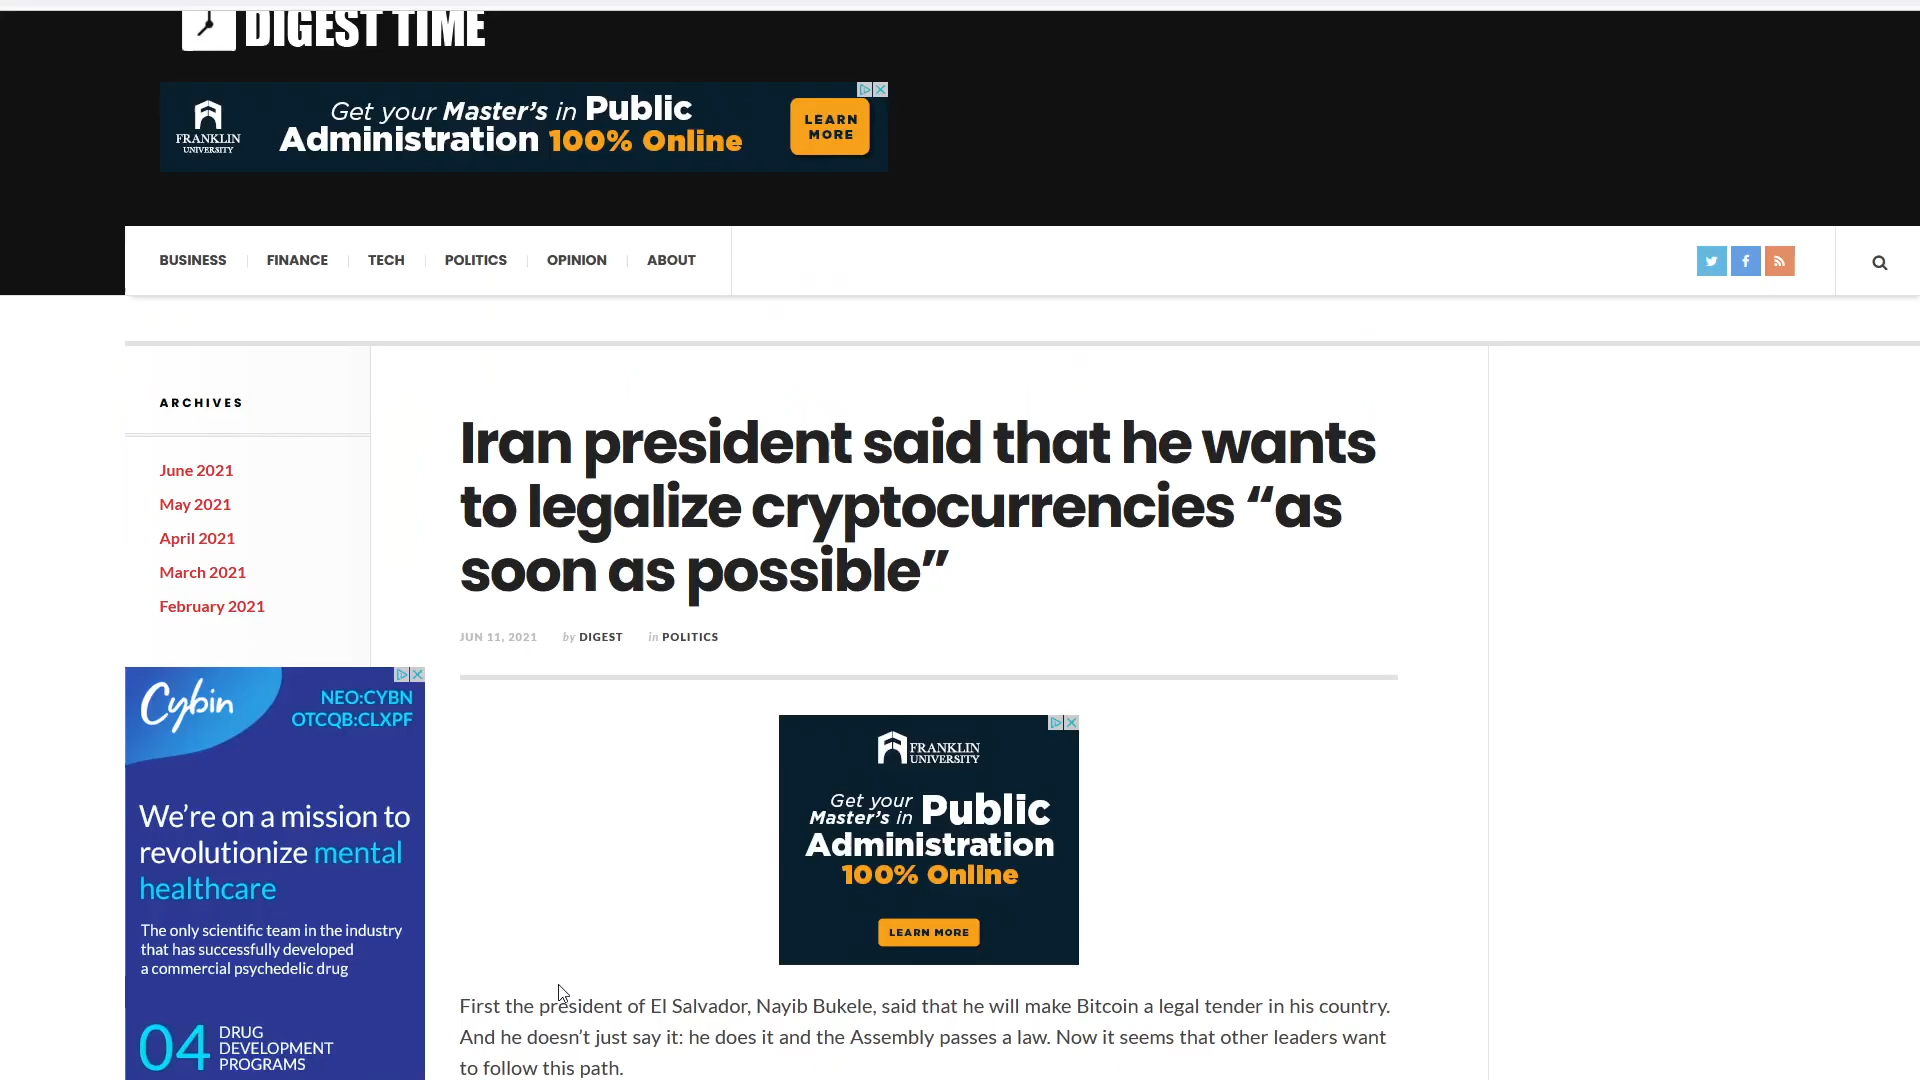 DIGEST TIME
Get your Master's in Public
Administration 100% Online
FRANKLIN
UNIVERSITY
LEARN
MORE
BUSINESS
FINANCE
TECH
POLITICS
OPINION
ABOUT
ARCHIVES
June 2021
May 2021
April 2021
March 2021
February 2021
Iran president said that he wants
to legalize cryptocurrencies “as
soon as possible”
JUN 11, 2021 by DIGEST in POLITICS
Cybin
NEO:CYBN
OTCQB:CLXPF
We’re on a mission to
revolutionize mental
healthcare
The only scientific team in the industry
that has successfully developed
a commercial psychedelic drug
04 DRUG
DEVELOPMENT
PROGRAMS
FRANKLIN
UNIVERSITY
Get your
Master's in Public
Administration
100% Online
LEARN MORE
First the president of El Salvador, Nayib Bukele, said that he will make Bitcoin a legal tender in his country.
And he doesn’t just say it: he does it and the Assembly passes a law. Now it seems that other leaders want
to follow this path.